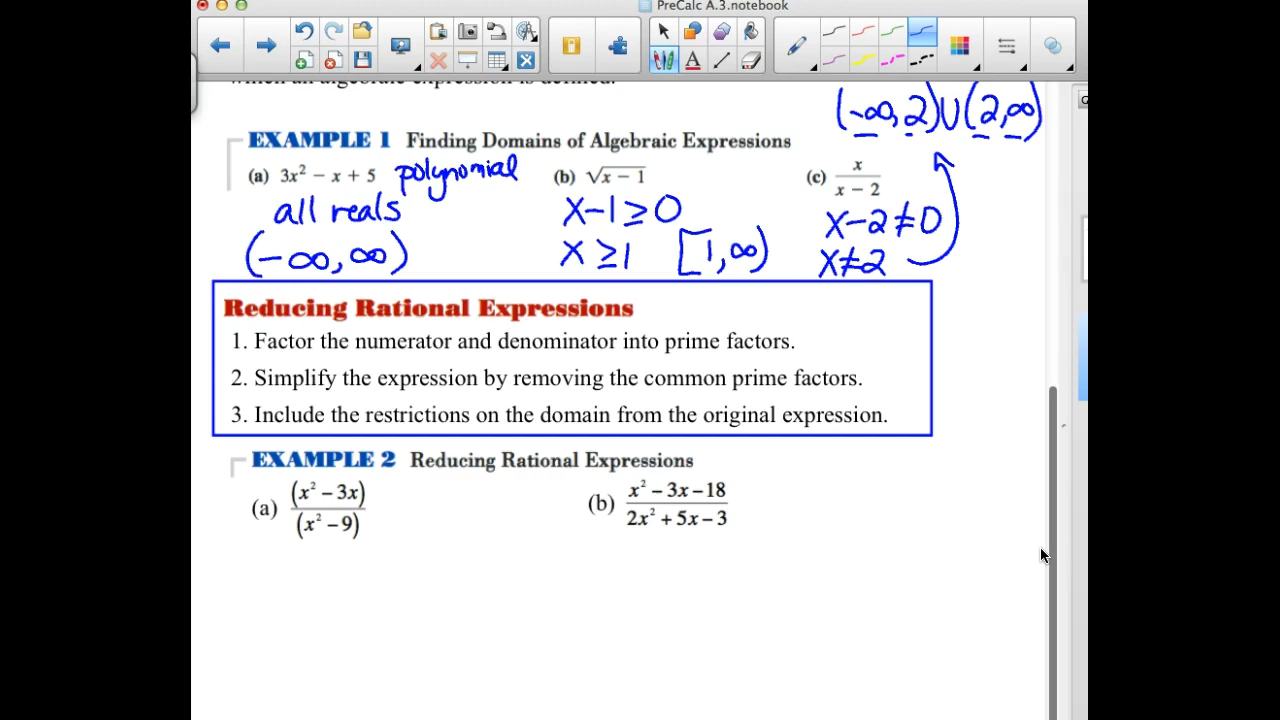 PreCalc A.3.notebook
which an algebraic expression is defined.
(-∞, 2) ∪ (2, ∞)
EXAMPLE 1 Finding Domains of Algebraic Expressions
(a) 3x² − x + 5 polynomial (b) √(x − 1) (c) x/(x − 2)
all reals x-1 ≥ 0 x-2 ≠ 0
(-∞, ∞) x ≥ 1 [1, ∞) x ≠ 2
Reducing Rational Expressions
1. Factor the numerator and denominator into prime factors.
2. Simplify the expression by removing the common prime factors.
3. Include the restrictions on the domain from the original expression.
EXAMPLE 2 Reducing Rational Expressions
(a) (x² − 3x)/(x² − 9) (b) (x² − 3x − 18)/(2x² + 5x − 3)